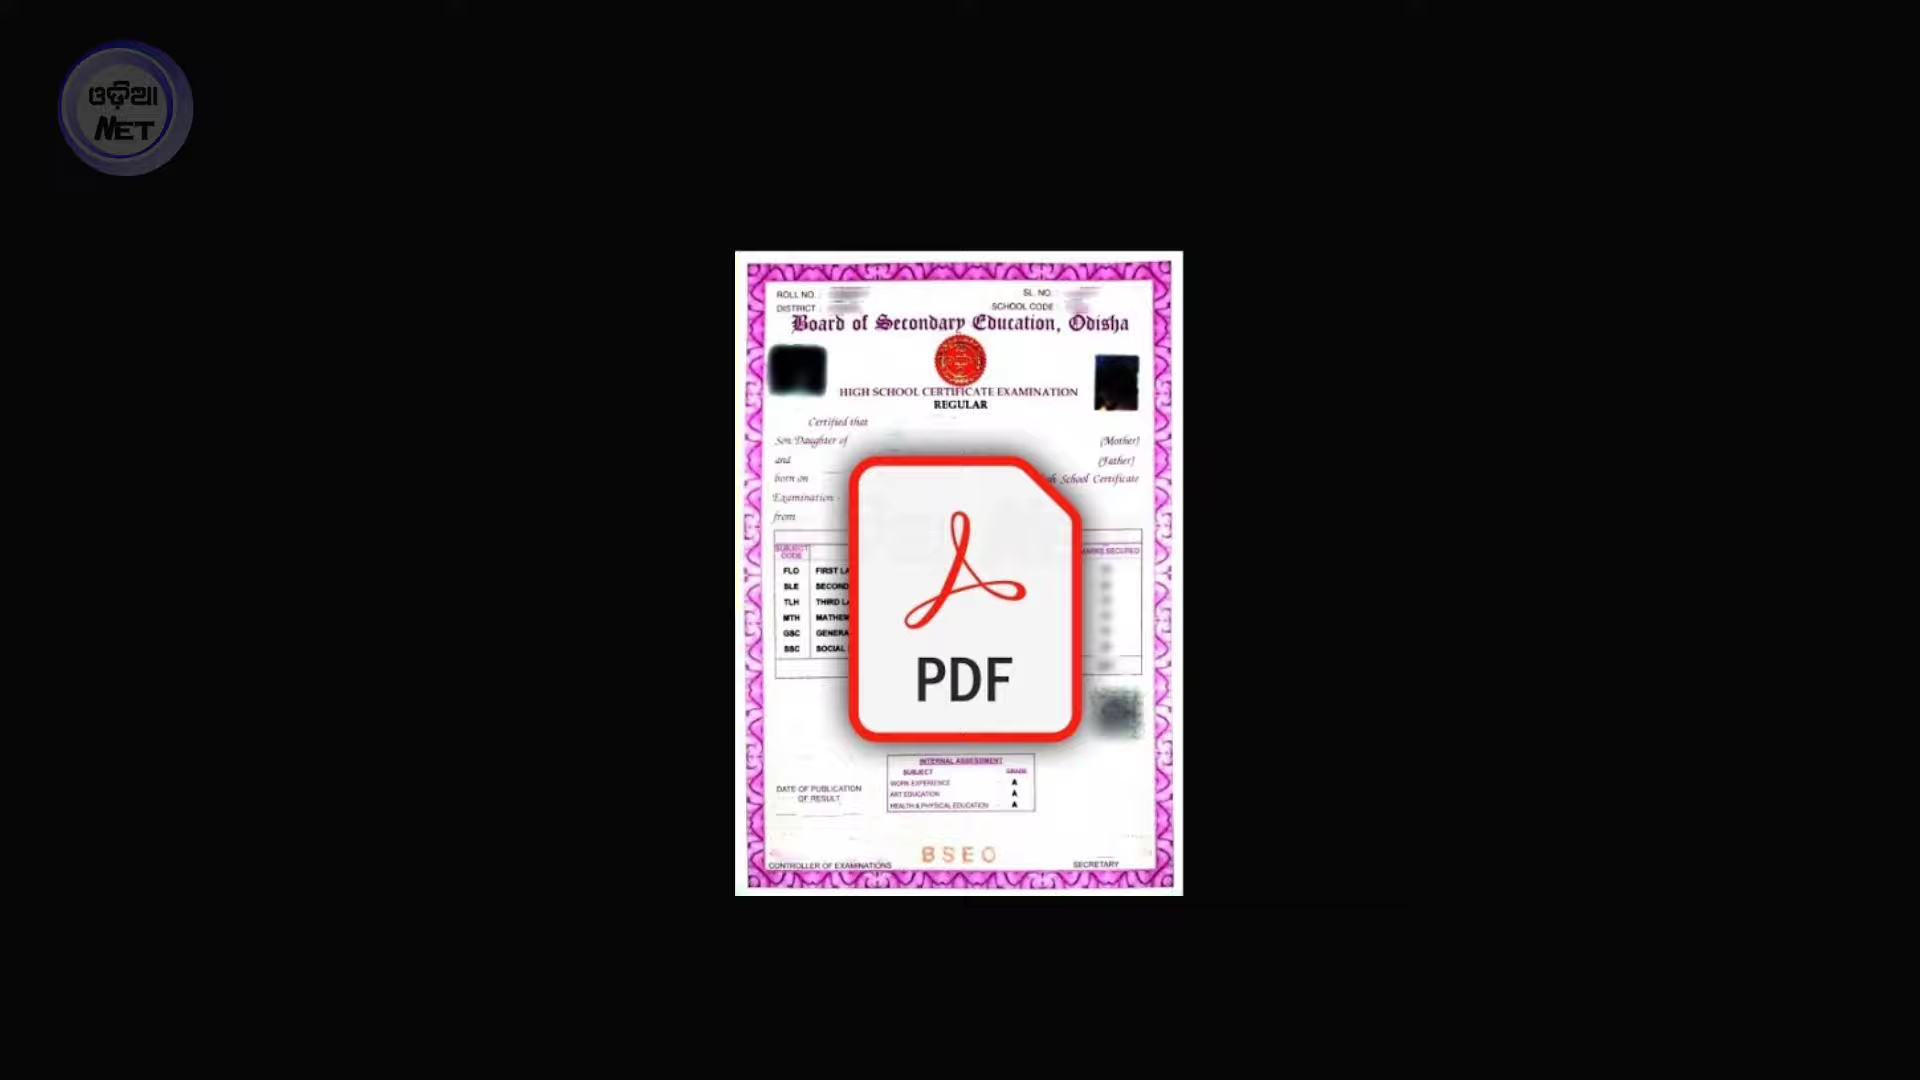 ଓଡ଼ିଆ
NET
ROLL NO. :
SL. NO. :
DISTRICT :
SCHOOL CODE :
Board of Secondary Education, Odisha
HIGH SCHOOL CERTIFICATE EXAMINATION
REGULAR
Certified that
Son/Daughter of
(Mother)
and
(Father)
born on
School Certificate
Examination -
from
SUBJECT CODE
MARKS SECURED
FLO FIRST LA
SLE SECOND
TLH THIRD LA
MTH MATHEM
GSC GENERA
SSC SOCIAL
PDF
INTERNAL ASSESSMENT
SUBJECT GRADE
WORK EXPERIENCE A
ART EDUCATION A
HEALTH & PHYSICAL EDUCATION A
DATE OF PUBLICATION
OF RESULT
BSEO
CONTROLLER OF EXAMINATIONS
SECRETARY